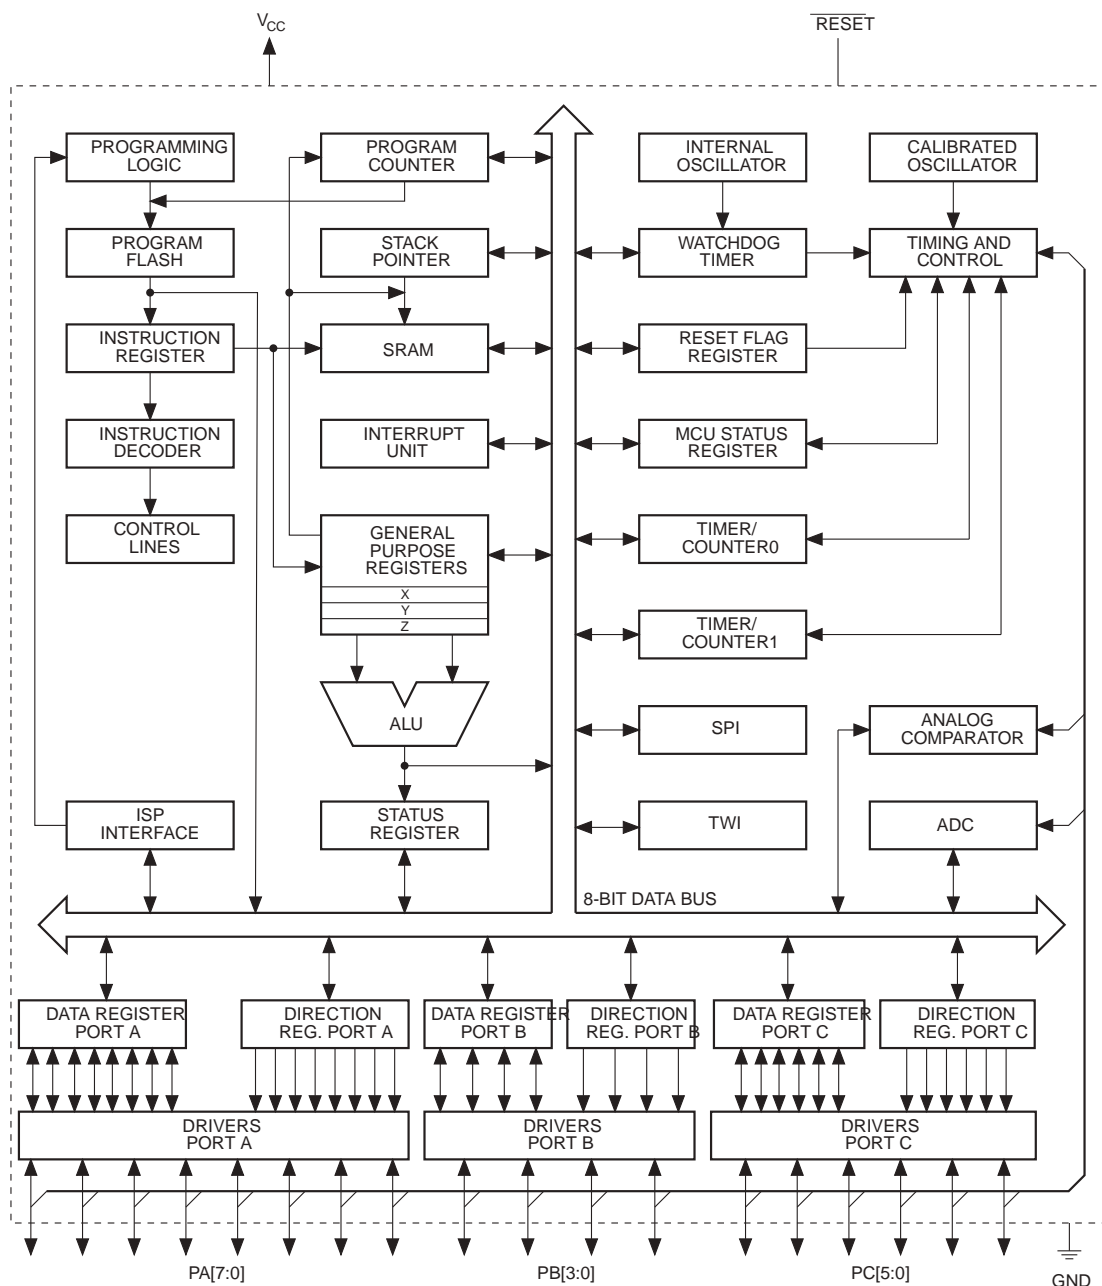 VCC
RESET
PROGRAMMING
LOGIC
PROGRAM
COUNTER
INTERNAL
OSCILLATOR
CALIBRATED
OSCILLATOR
PROGRAM
FLASH
STACK
POINTER
WATCHDOG
TIMER
TIMING AND
CONTROL
INSTRUCTION
REGISTER
SRAM
RESET FLAG
REGISTER
INSTRUCTION
DECODER
INTERRUPT
UNIT
MCU STATUS
REGISTER
CONTROL
LINES
GENERAL
PURPOSE
REGISTERS
X
Y
Z
TIMER/
COUNTER0
TIMER/
COUNTER1
ALU
SPI
ANALOG
COMPARATOR
ISP
INTERFACE
STATUS
REGISTER
TWI
ADC
8-BIT DATA BUS
DATA REGISTER
PORT A
DIRECTION
REG. PORT A
DATA REGISTER
PORT B
DIRECTION
REG. PORT B
DATA REGISTER
PORT C
DIRECTION
REG. PORT C
DRIVERS
PORT A
DRIVERS
PORT B
DRIVERS
PORT C
PA[7:0]
PB[3:0]
PC[5:0]
GND